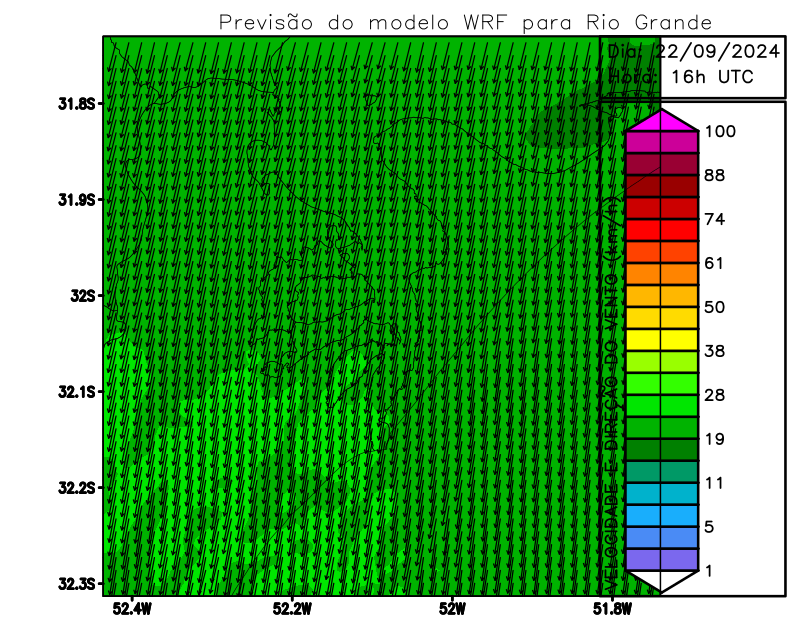 Previsão do modelo WRF para Rio Grande
Dia: 22/09/2024
Hora: 16h UTC
31.8S
31.9S
32S
32.1S
32.2S
32.3S
52.4W
52.2W
52W
51.8W
VELOCIDADE E DIREÇÃO DO VENTO (km/h)
100
88
74
61
50
38
28
19
11
5
1